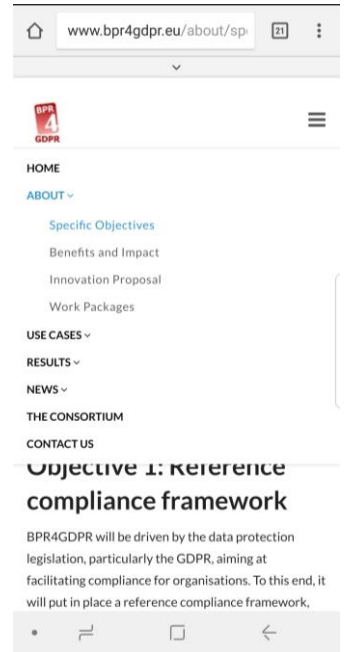 www.bpr4gdpr.eu/about/sp
21
BPR
4
GDPR
HOME
ABOUT
Specific Objectives
Benefits and Impact
Innovation Proposal
Work Packages
USE CASES
RESULTS
NEWS
THE CONSORTIUM
CONTACT US
Objective 1: Reference
compliance framework
BPR4GDPR will be driven by the data protection
legislation, particularly the GDPR, aiming at
facilitating compliance for organisations. To this end, it
will put in place a reference compliance framework,